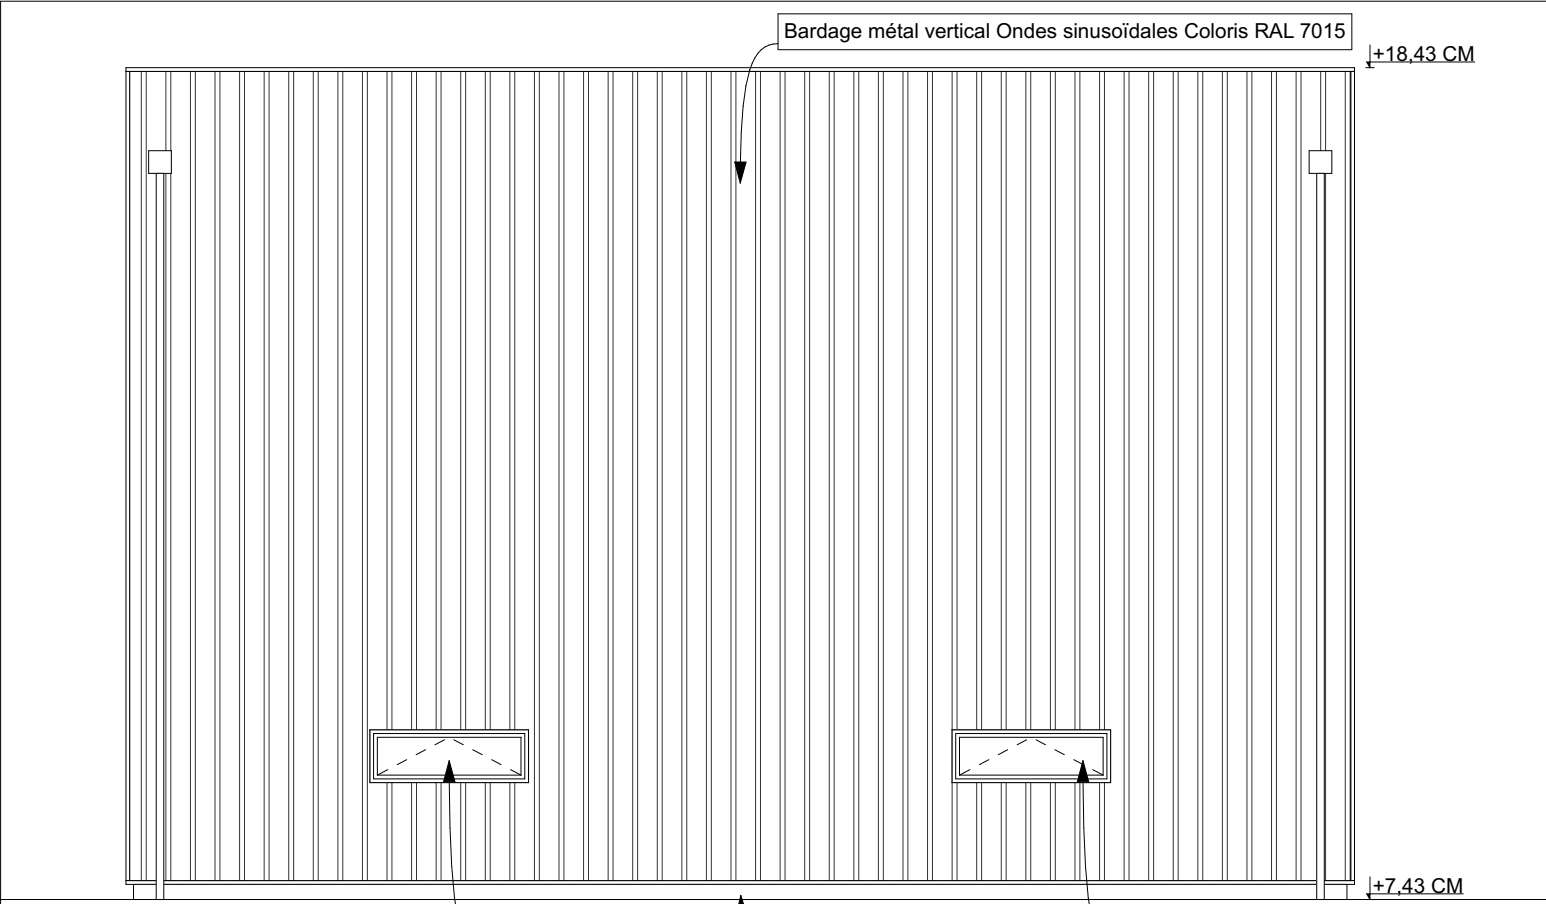 Bardage métal vertical Ondes sinusoïdales Coloris RAL 7015
+18,43 CM
+7,43 CM